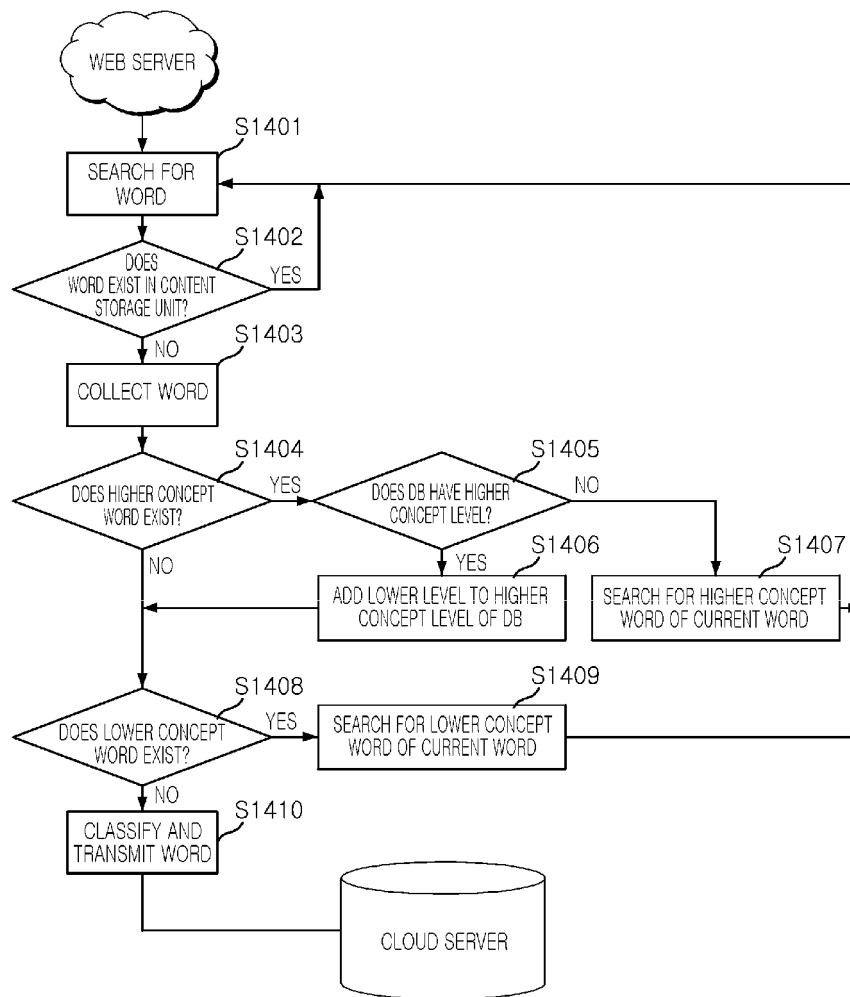 WEB SERVER
S1401
SEARCH FOR
WORD
S1402
DOES
WORD EXIST IN CONTENT
STORAGE UNIT?
YES
NO
S1403
COLLECT WORD
S1404
DOES HIGHER CONCEPT
WORD EXIST?
YES
NO
S1405
DOES DB HAVE HIGHER
CONCEPT LEVEL?
NO
YES
S1406
ADD LOWER LEVEL TO HIGHER
CONCEPT LEVEL OF DB
S1407
SEARCH FOR HIGHER CONCEPT
WORD OF CURRENT WORD
S1408
DOES LOWER CONCEPT
WORD EXIST?
YES
NO
S1409
SEARCH FOR LOWER CONCEPT
WORD OF CURRENT WORD
S1410
CLASSIFY AND
TRANSMIT WORD
CLOUD SERVER